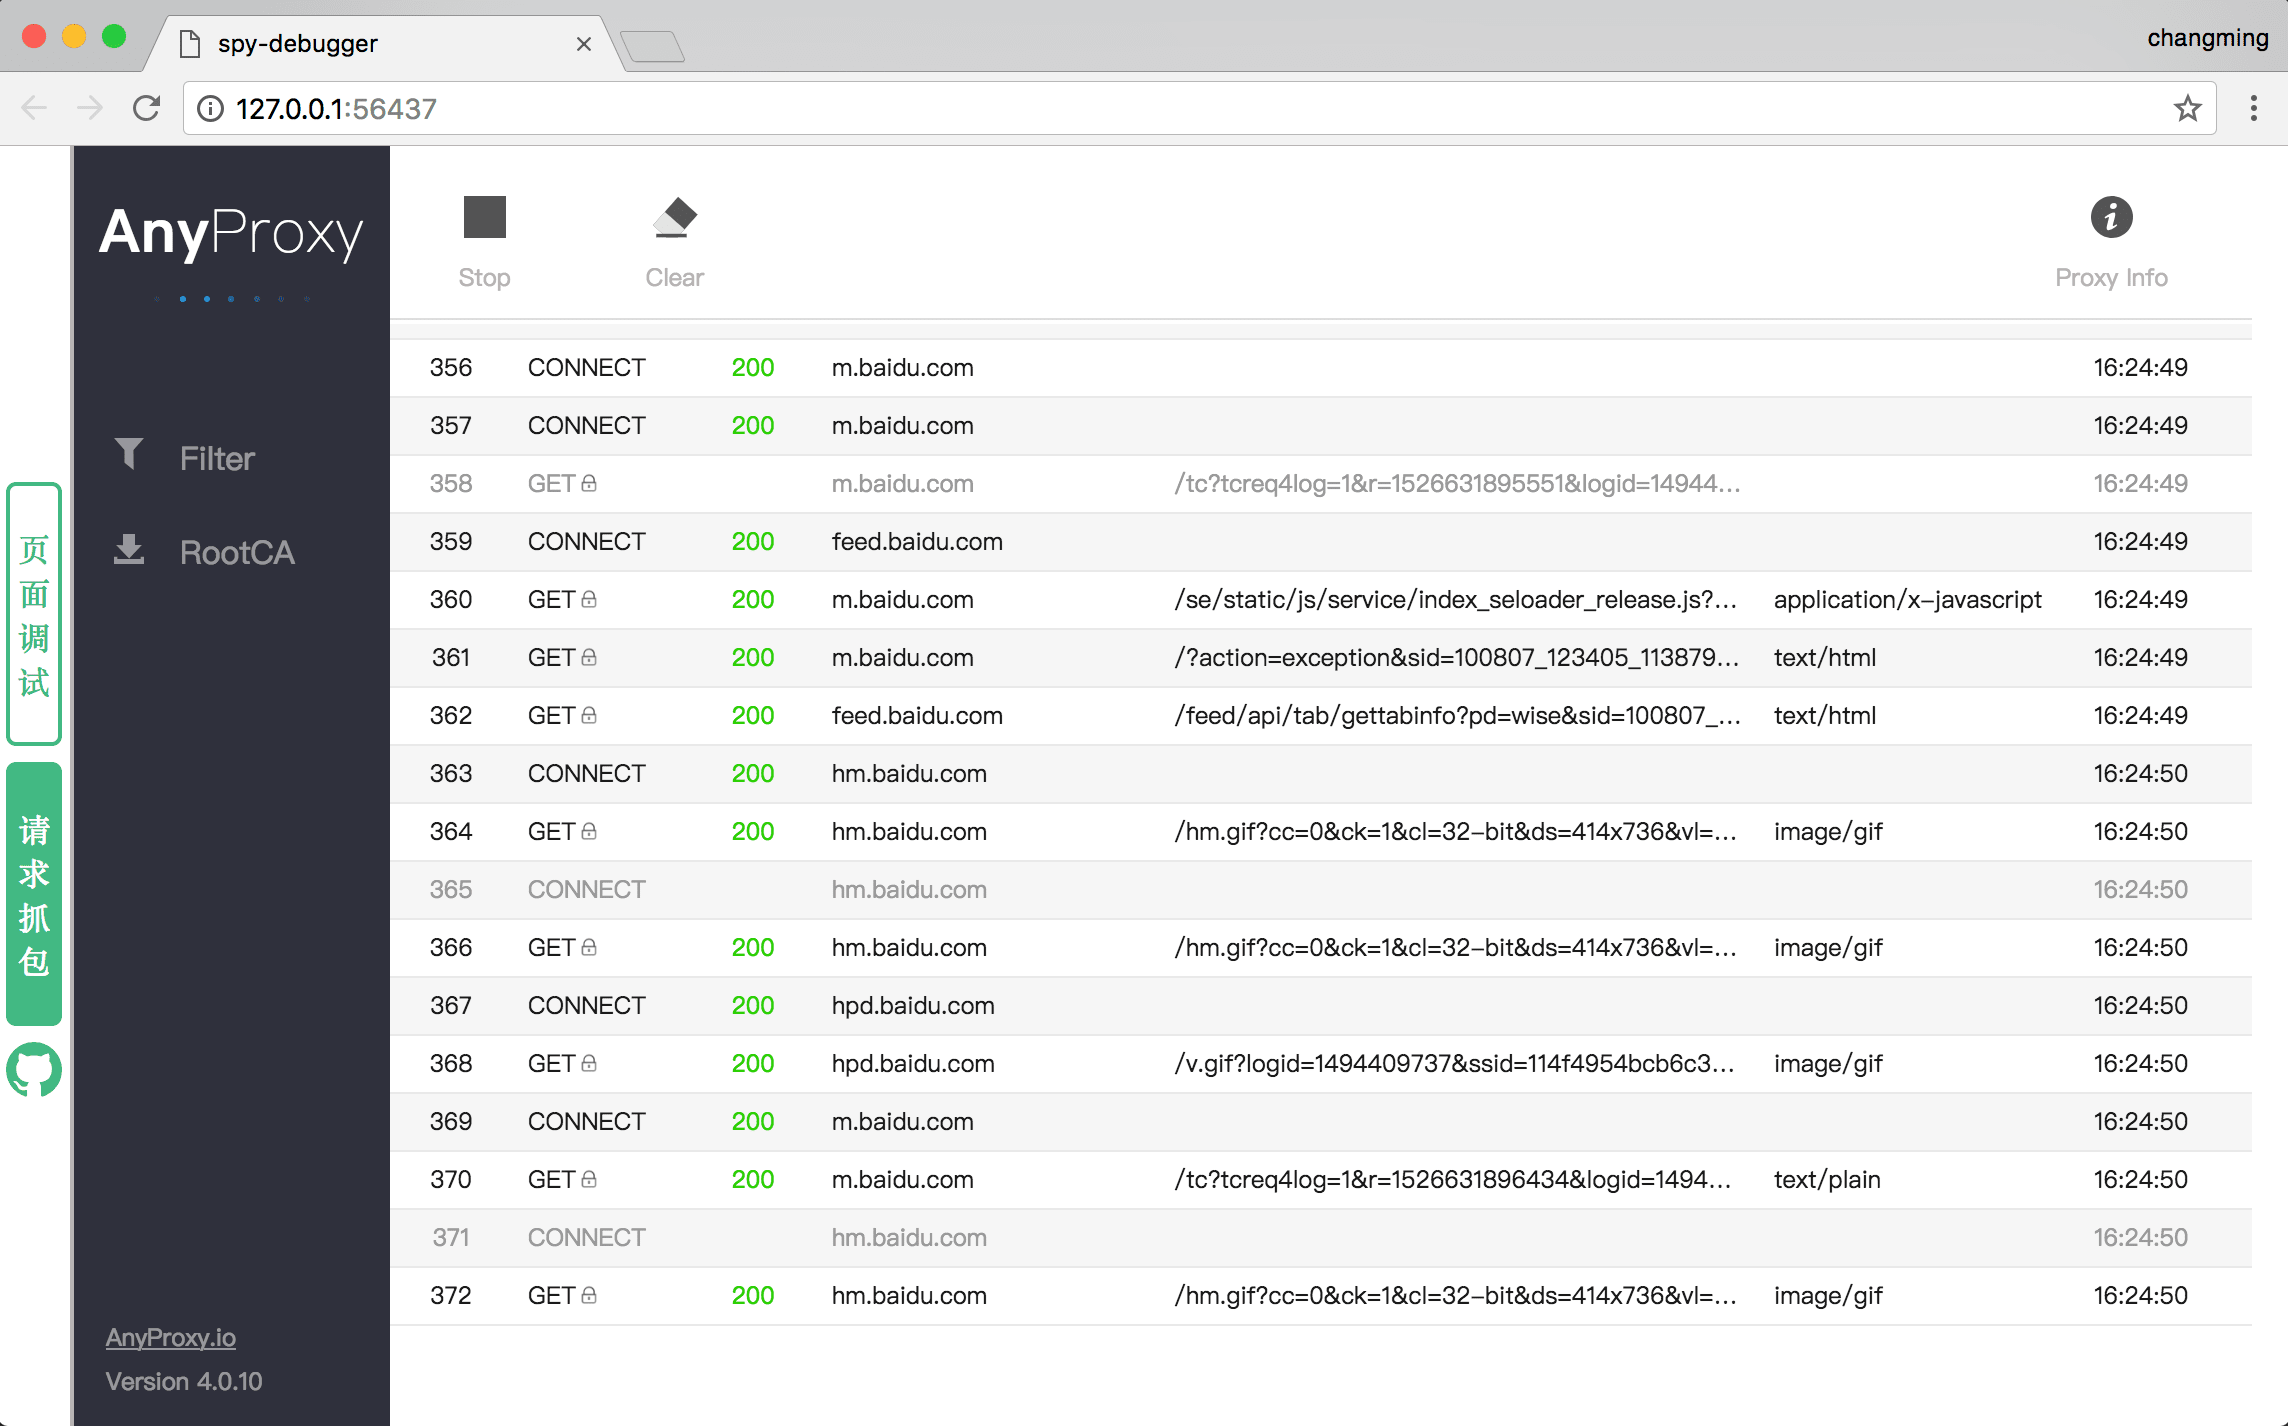 spy-debugger
changming
127.0.0.1:56437
页面调试
请求抓包
AnyProxy
Filter
RootCA
AnyProxy.io
Version 4.0.10
Stop
Clear
Proxy Info
356 CONNECT 200 m.baidu.com 16:24:49
357 CONNECT 200 m.baidu.com 16:24:49
358 GET m.baidu.com /tc?tcreq4log=1&r=1526631895551&logid=14944... 16:24:49
359 CONNECT 200 feed.baidu.com 16:24:49
360 GET 200 m.baidu.com /se/static/js/service/index_seloader_release.js?... application/x-javascript 16:24:49
361 GET 200 m.baidu.com /?action=exception&sid=100807_123405_113879... text/html 16:24:49
362 GET 200 feed.baidu.com /feed/api/tab/gettabinfo?pd=wise&sid=100807_... text/html 16:24:49
363 CONNECT 200 hm.baidu.com 16:24:50
364 GET 200 hm.baidu.com /hm.gif?cc=0&ck=1&cl=32-bit&ds=414x736&vl=... image/gif 16:24:50
365 CONNECT hm.baidu.com 16:24:50
366 GET 200 hm.baidu.com /hm.gif?cc=0&ck=1&cl=32-bit&ds=414x736&vl=... image/gif 16:24:50
367 CONNECT 200 hpd.baidu.com 16:24:50
368 GET 200 hpd.baidu.com /v.gif?logid=1494409737&ssid=114f4954bcb6c3... image/gif 16:24:50
369 CONNECT 200 m.baidu.com 16:24:50
370 GET 200 m.baidu.com /tc?tcreq4log=1&r=1526631896434&logid=1494... text/plain 16:24:50
371 CONNECT hm.baidu.com 16:24:50
372 GET 200 hm.baidu.com /hm.gif?cc=0&ck=1&cl=32-bit&ds=414x736&vl=... image/gif 16:24:50